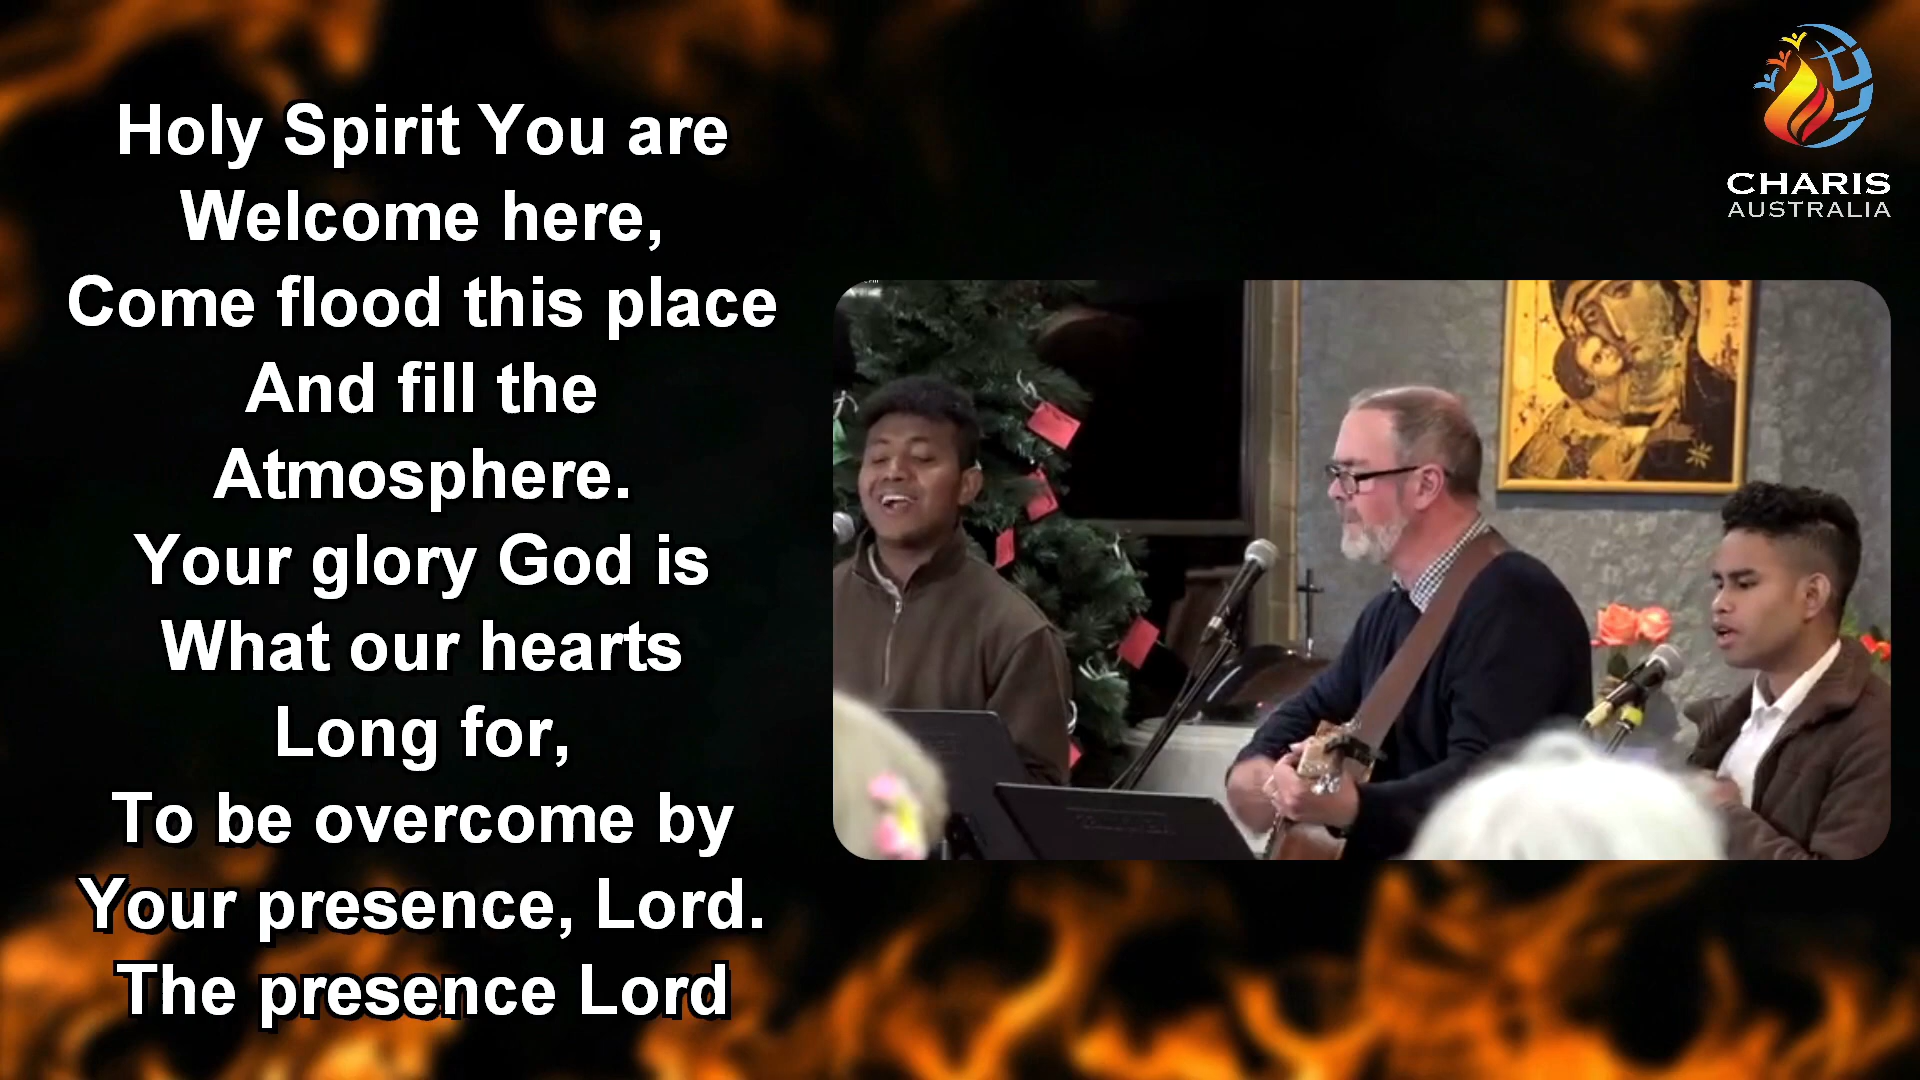 Holy Spirit You are
Welcome here,
Come flood this place
And fill the
Atmosphere.
Your glory God is
What our hearts
Long for,
To be overcome by
Your presence, Lord.
The presence Lord
CHARIS
AUSTRALIA